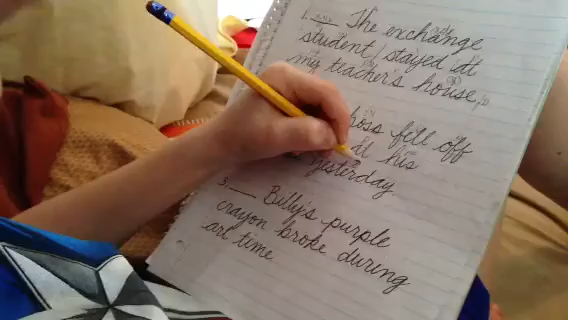 1. The exchange
student stayed at
my teacher's house.
boss fell off
at his
yesterday
3. Billy's purple
crayon broke during
art time